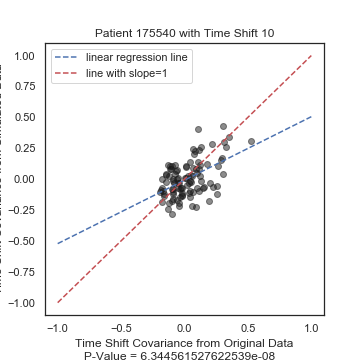 Patient 175540 with Time Shift 10
linear regression line
line with slope=1
1.00
0.75
0.50
0.25
0.00
−0.25
−0.50
−0.75
−1.00
−1.0
−0.5
0.0
0.5
1.0
Time Shift Covariance from Original Data
P-Value = 6.344561527622539e-08